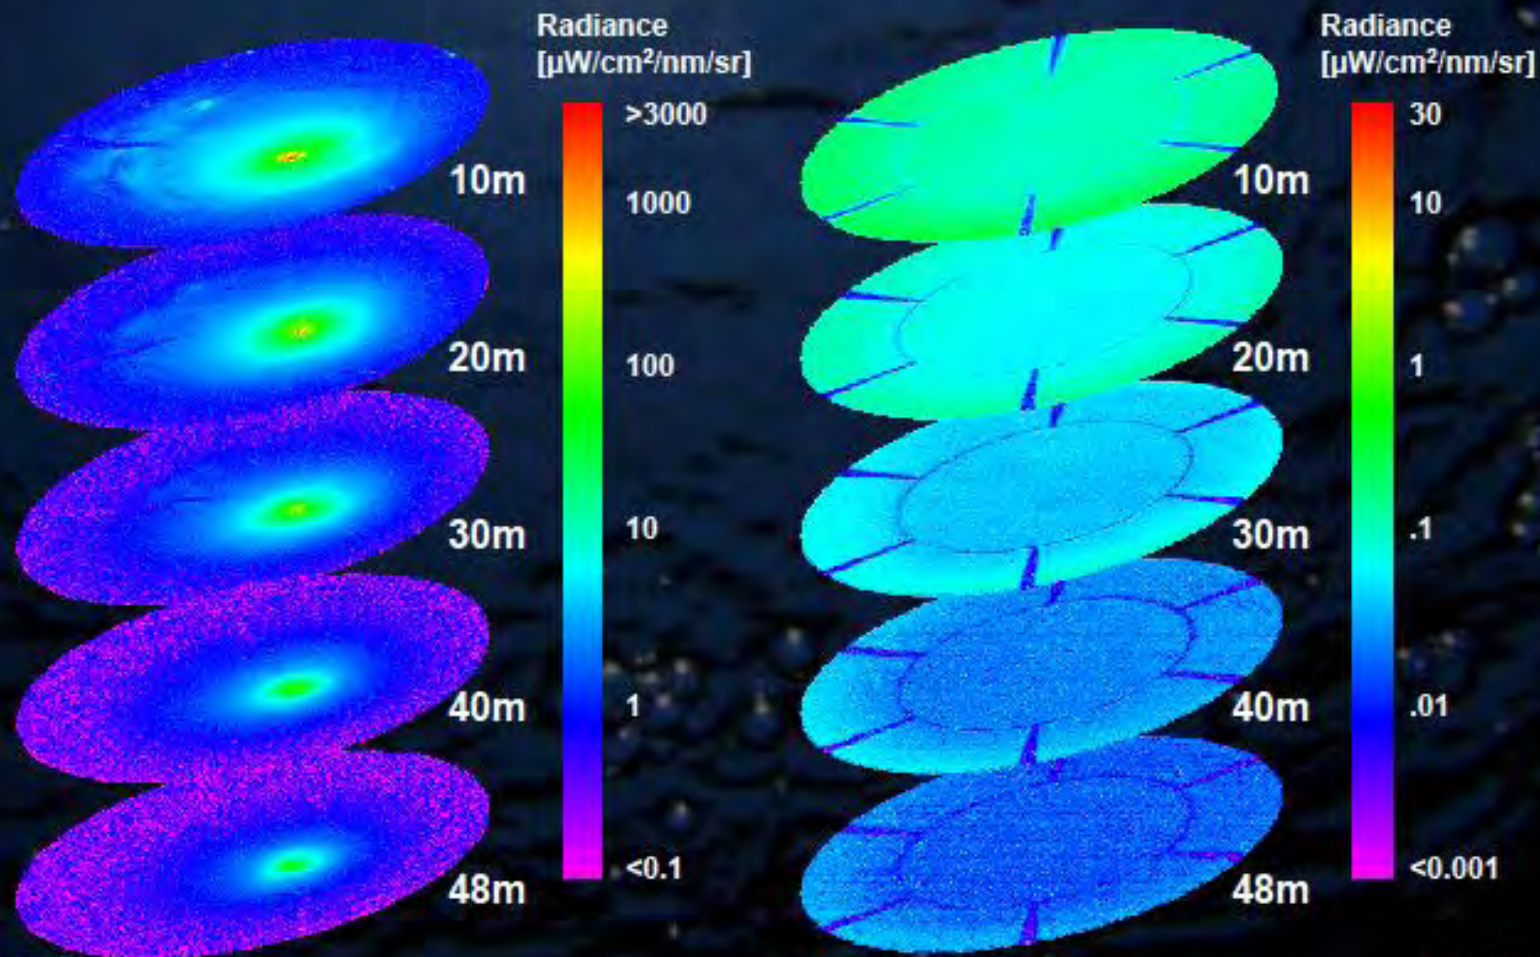 Radiance
[µW/cm²/nm/sr]
>3000
1000
100
10
1
<0.1
10m
20m
30m
40m
48m
Radiance
[µW/cm²/nm/sr]
30
10
1
.1
.01
<0.001
10m
20m
30m
40m
48m